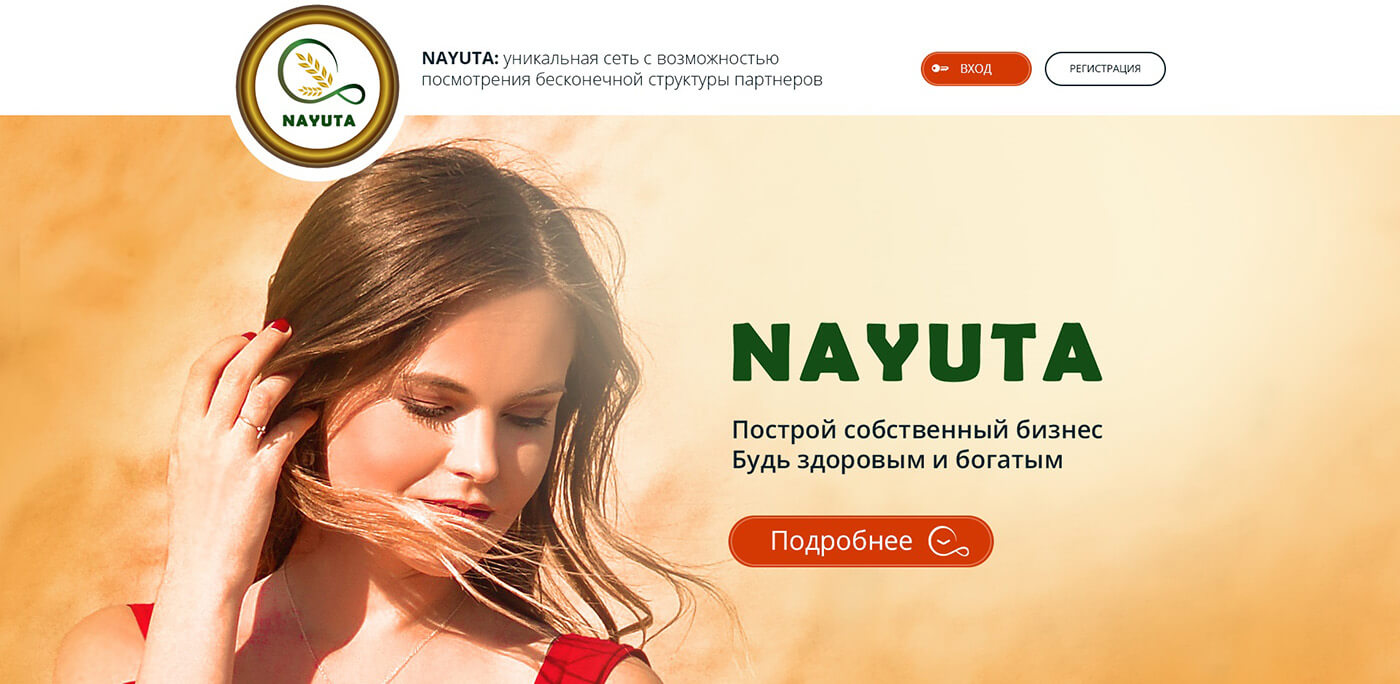 NAYUTA
NAYUTA: уникальная сеть с возможностью
посмотрения бесконечной структуры партнеров
ВХОД
РЕГИСТРАЦИЯ
NAYUTA
Построй собственный бизнес
Будь здоровым и богатым
Подробнее